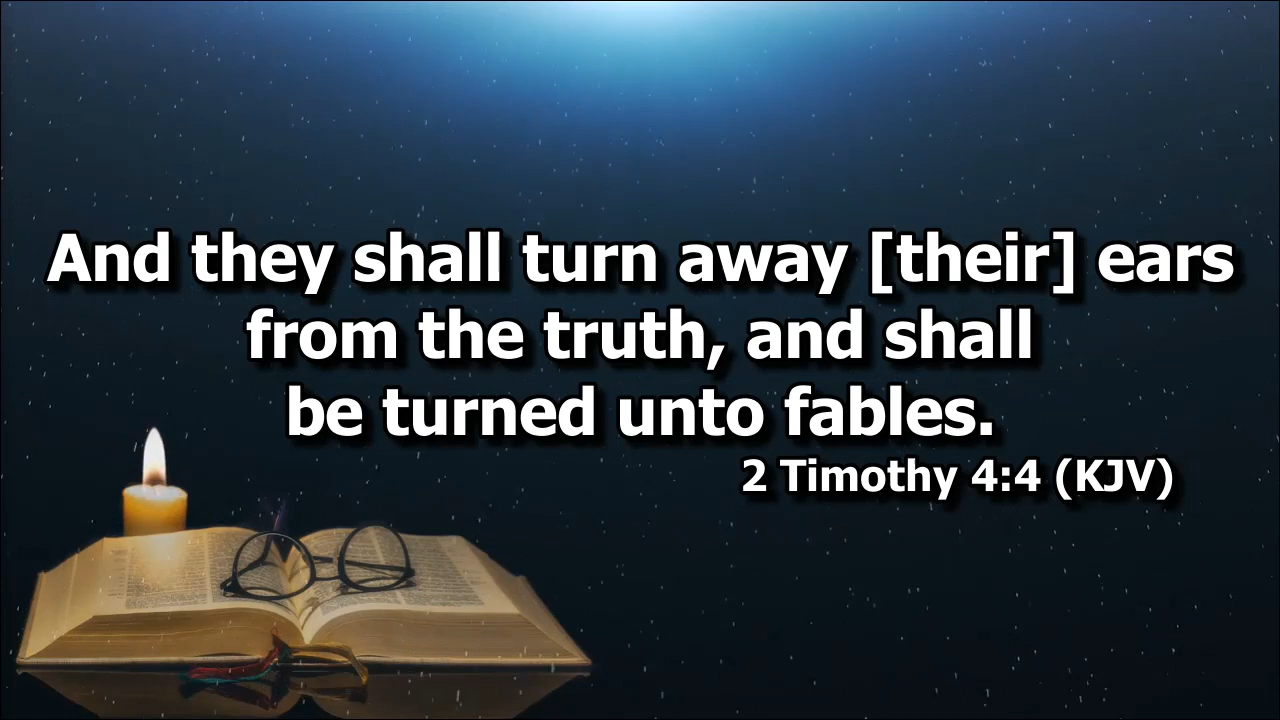 And they shall turn away [their] ears
from the truth, and shall
be turned unto fables.
2 Timothy 4:4 (KJV)